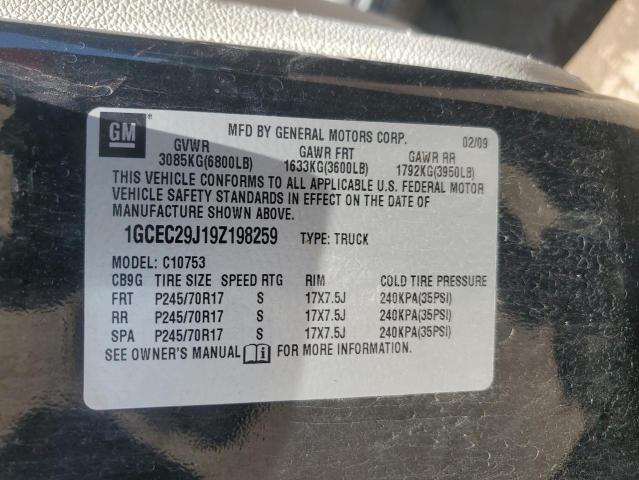 GM ® MFD BY GENERAL MOTORS CORP. 02/09
GVWR GAWR FRT GAWR RR
3085KG(6800LB) 1633KG(3600LB) 1792KG(3950LB)
THIS VEHICLE CONFORMS TO ALL APPLICABLE U.S. FEDERAL MOTOR
VEHICLE SAFETY STANDARDS IN EFFECT ON THE DATE OF
MANUFACTURE SHOWN ABOVE.
1GCEC29J19Z198259 TYPE: TRUCK
MODEL: C10753
CB9G TIRE SIZE SPEED RTG RIM COLD TIRE PRESSURE
FRT P245/70R17 S 17X7.5J 240KPA(35PSI)
RR P245/70R17 S 17X7.5J 240KPA(35PSI)
SPA P245/70R17 S 17X7.5J 240KPA(35PSI)
SEE OWNER'S MANUAL FOR MORE INFORMATION.